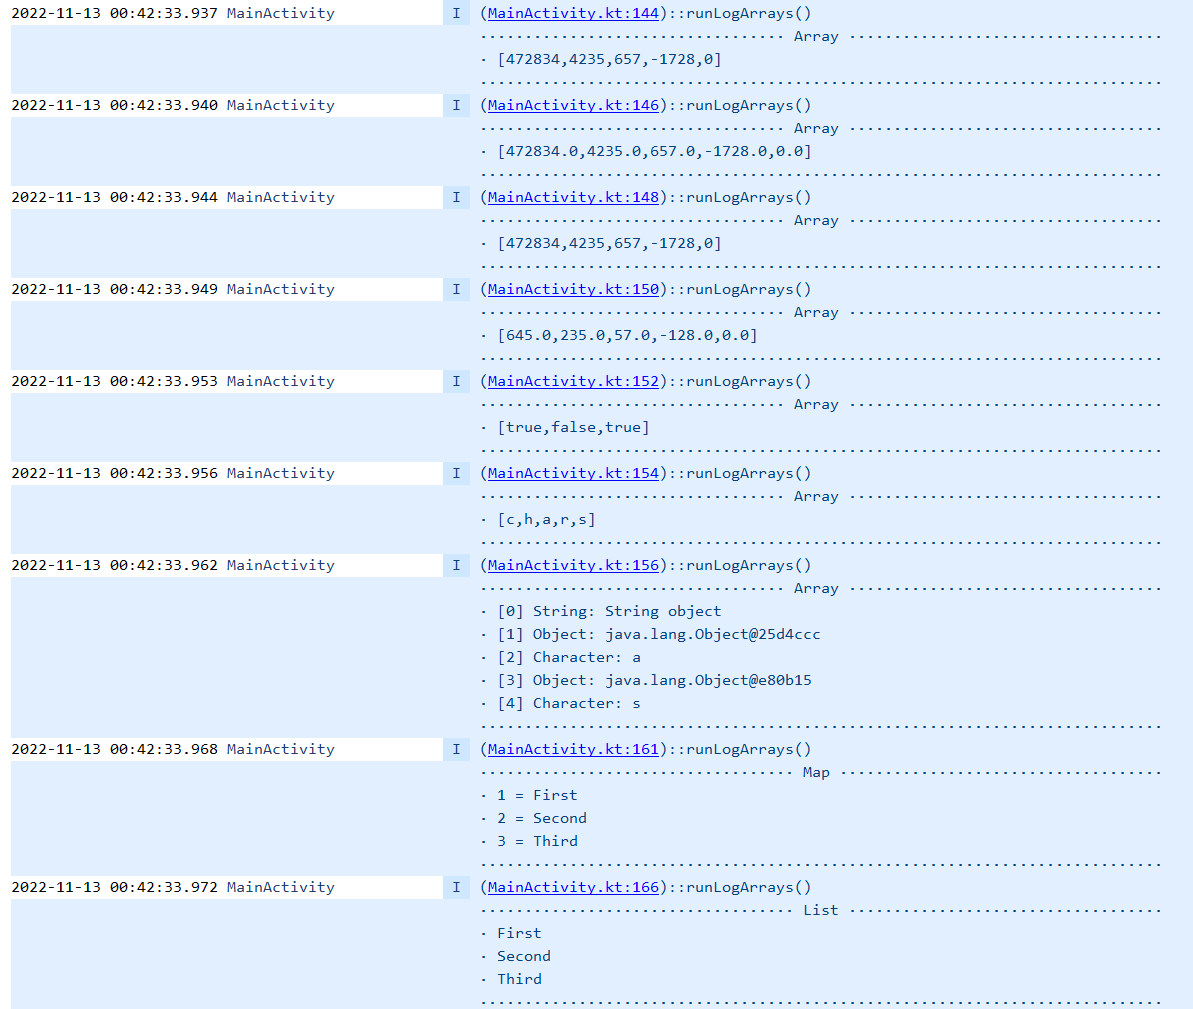 2022-11-13 00:42:33.937 MainActivity I (MainActivity.kt:144)::runLogArrays()
·································· Array ···································
· [472834,4235,657,-1728,0]
············································································
2022-11-13 00:42:33.940 MainActivity I (MainActivity.kt:146)::runLogArrays()
·································· Array ···································
· [472834.0,4235.0,657.0,-1728.0,0.0]
············································································
2022-11-13 00:42:33.944 MainActivity I (MainActivity.kt:148)::runLogArrays()
·································· Array ···································
· [472834,4235,657,-1728,0]
············································································
2022-11-13 00:42:33.949 MainActivity I (MainActivity.kt:150)::runLogArrays()
·································· Array ···································
· [645.0,235.0,57.0,-128.0,0.0]
············································································
2022-11-13 00:42:33.953 MainActivity I (MainActivity.kt:152)::runLogArrays()
·································· Array ···································
· [true,false,true]
············································································
2022-11-13 00:42:33.956 MainActivity I (MainActivity.kt:154)::runLogArrays()
·································· Array ···································
· [c,h,a,r,s]
············································································
2022-11-13 00:42:33.962 MainActivity I (MainActivity.kt:156)::runLogArrays()
·································· Array ···································
· [0] String: String object
· [1] Object: java.lang.Object@25d4ccc
· [2] Character: a
· [3] Object: java.lang.Object@e80b15
· [4] Character: s
············································································
2022-11-13 00:42:33.968 MainActivity I (MainActivity.kt:161)::runLogArrays()
··································· Map ····································
· 1 = First
· 2 = Second
· 3 = Third
············································································
2022-11-13 00:42:33.972 MainActivity I (MainActivity.kt:166)::runLogArrays()
··································· List ···································
· First
· Second
· Third
············································································